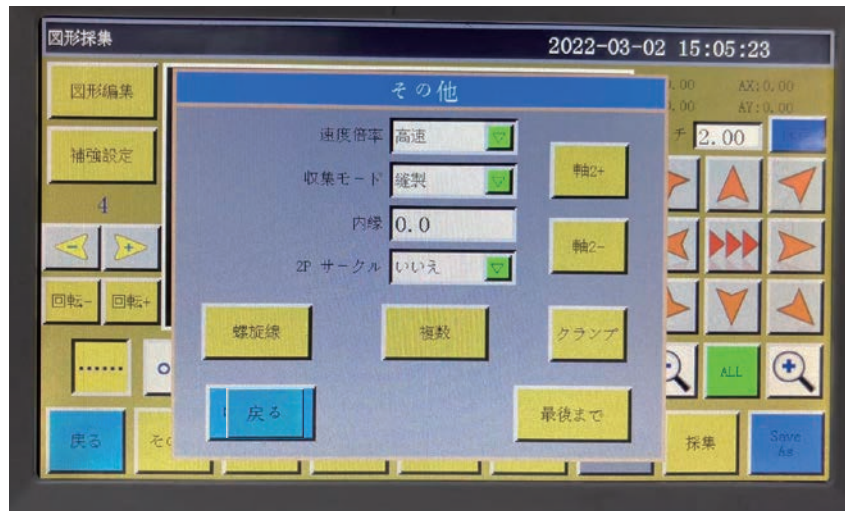 図形採集
2022-03-02 15:05:23
図形編集
その他
.00 AX:0.00
.00 AY:0.00
速度倍率 高速
チ 2.00
補強設定
収集モード 縫製
軸2+
4
内縁 0.0
2P サークル いいえ
軸2-
- +
回転- 回転+
螺旋線
複数
クランプ
ALL
戻る
最後まで
戻る
そ
採集
Save As